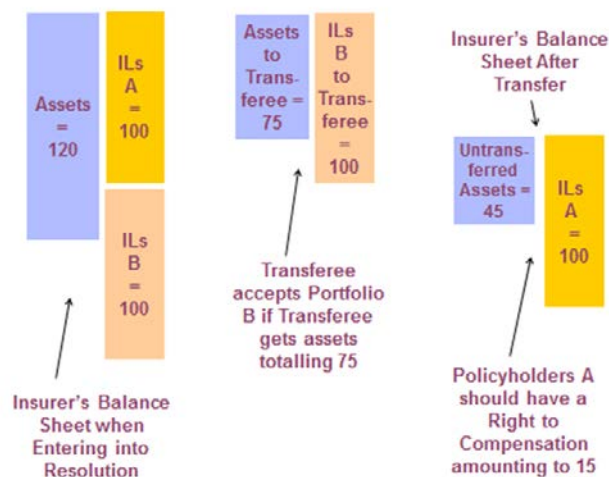 Assets
=
120
ILs
A
=
100
ILs
B
=
100
Insurer's Balance
Sheet when
Entering into
Resolution
Assets
to
Trans-
feree =
75
ILs
B
to
Trans-
feree
=
100
Transferee
accepts Portfolio
B if Transferee
gets assets
totalling 75
Insurer's Balance
Sheet After
Transfer
Untrans-
ferred
Assets =
45
ILs
A
=
100
Policyholders A
should have a
Right to
Compensation
amounting to 15